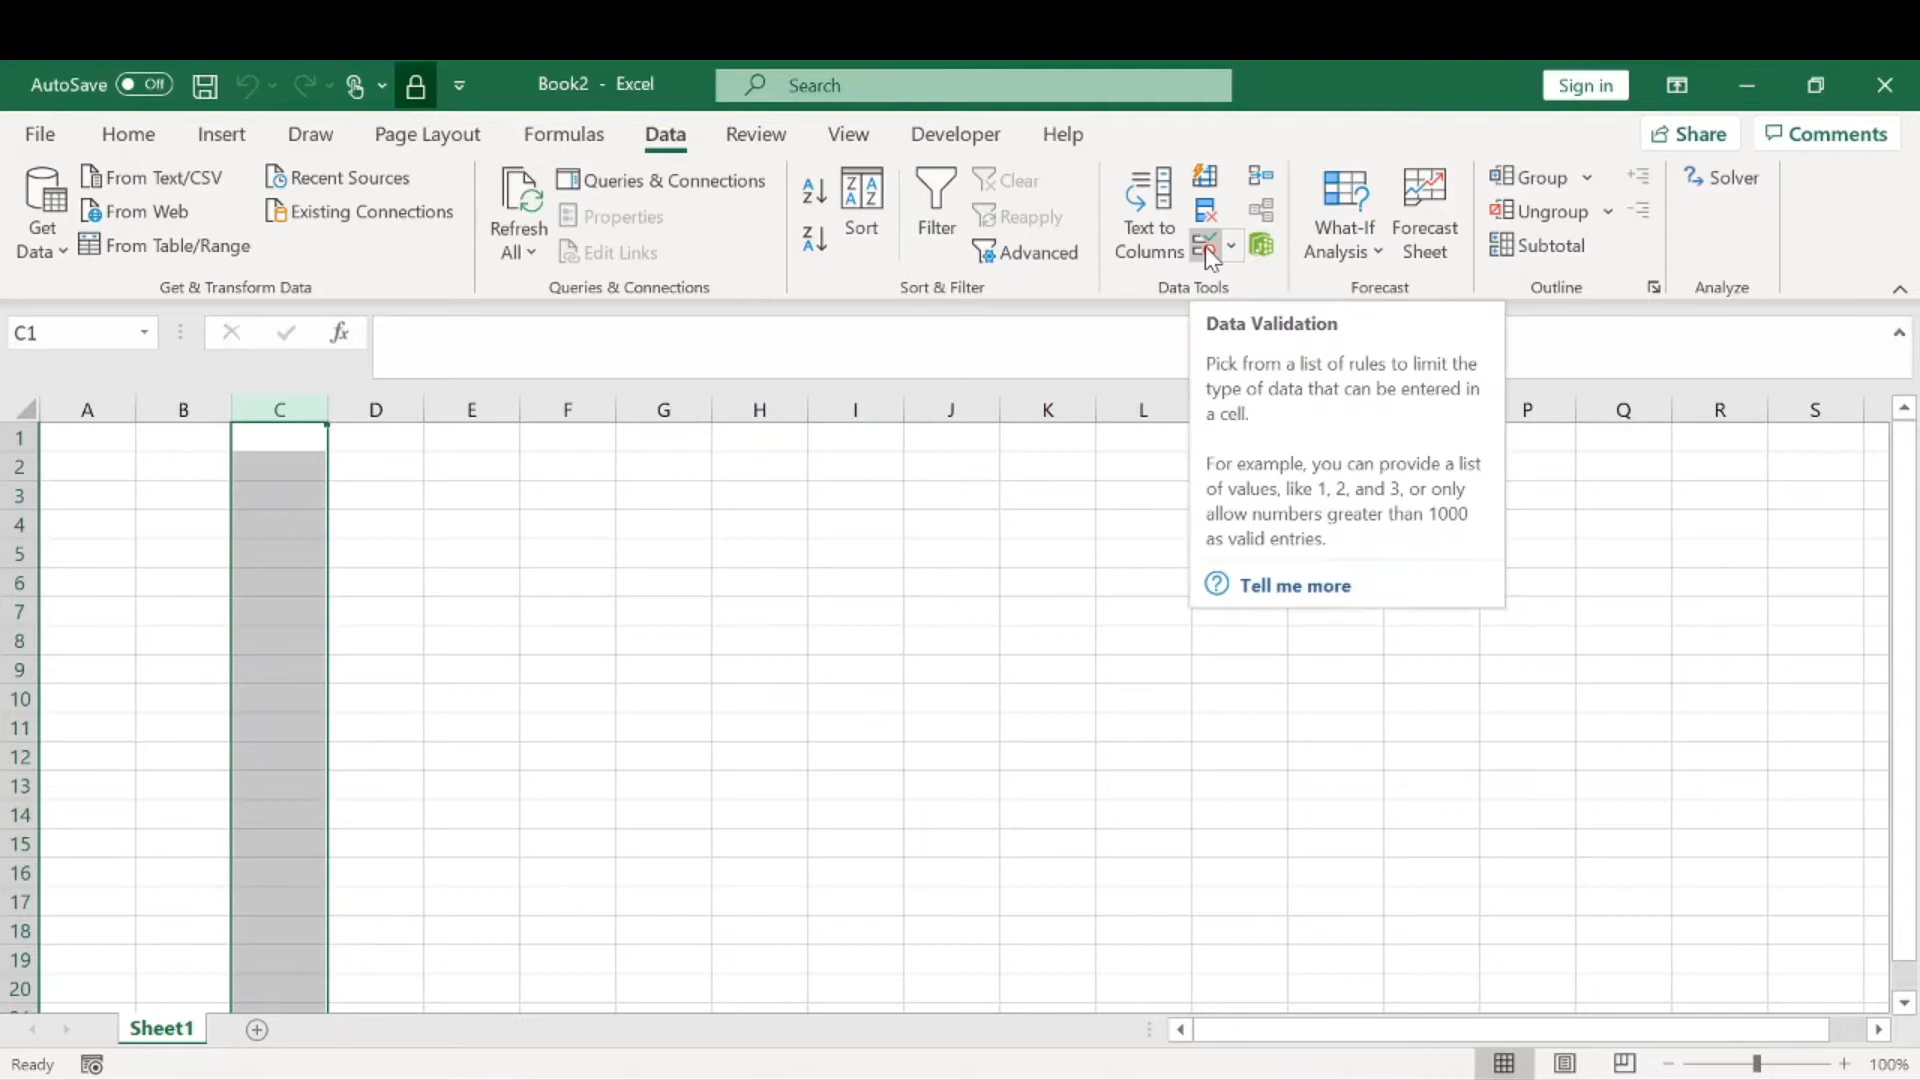 AutoSave Off Book2 - Excel Search Sign in
File Home Insert Draw Page Layout Formulas Data Review View Developer Help Share Comments
Get
Data
From Text/CSV
From Web
From Table/Range
Recent Sources
Existing Connections
Get & Transform Data
Refresh
All
Queries & Connections
Properties
Edit Links
Queries & Connections
Sort
Filter
Clear
Reapply
Advanced
Sort & Filter
Text to
Columns
Data Tools
What-If
Analysis
Forecast
Sheet
Forecast
Group
Ungroup
Subtotal
Outline
Solver
Analyze
C1 fx
Data Validation
Pick from a list of rules to limit the
type of data that can be entered in
a cell.
For example, you can provide a list
of values, like 1, 2, and 3, or only
allow numbers greater than 1000
as valid entries.
Tell me more
A B C D E F G H I J K L P Q R S
1
2
3
4
5
6
7
8
9
10
11
12
13
14
15
16
17
18
19
20
Sheet1
Ready 100%